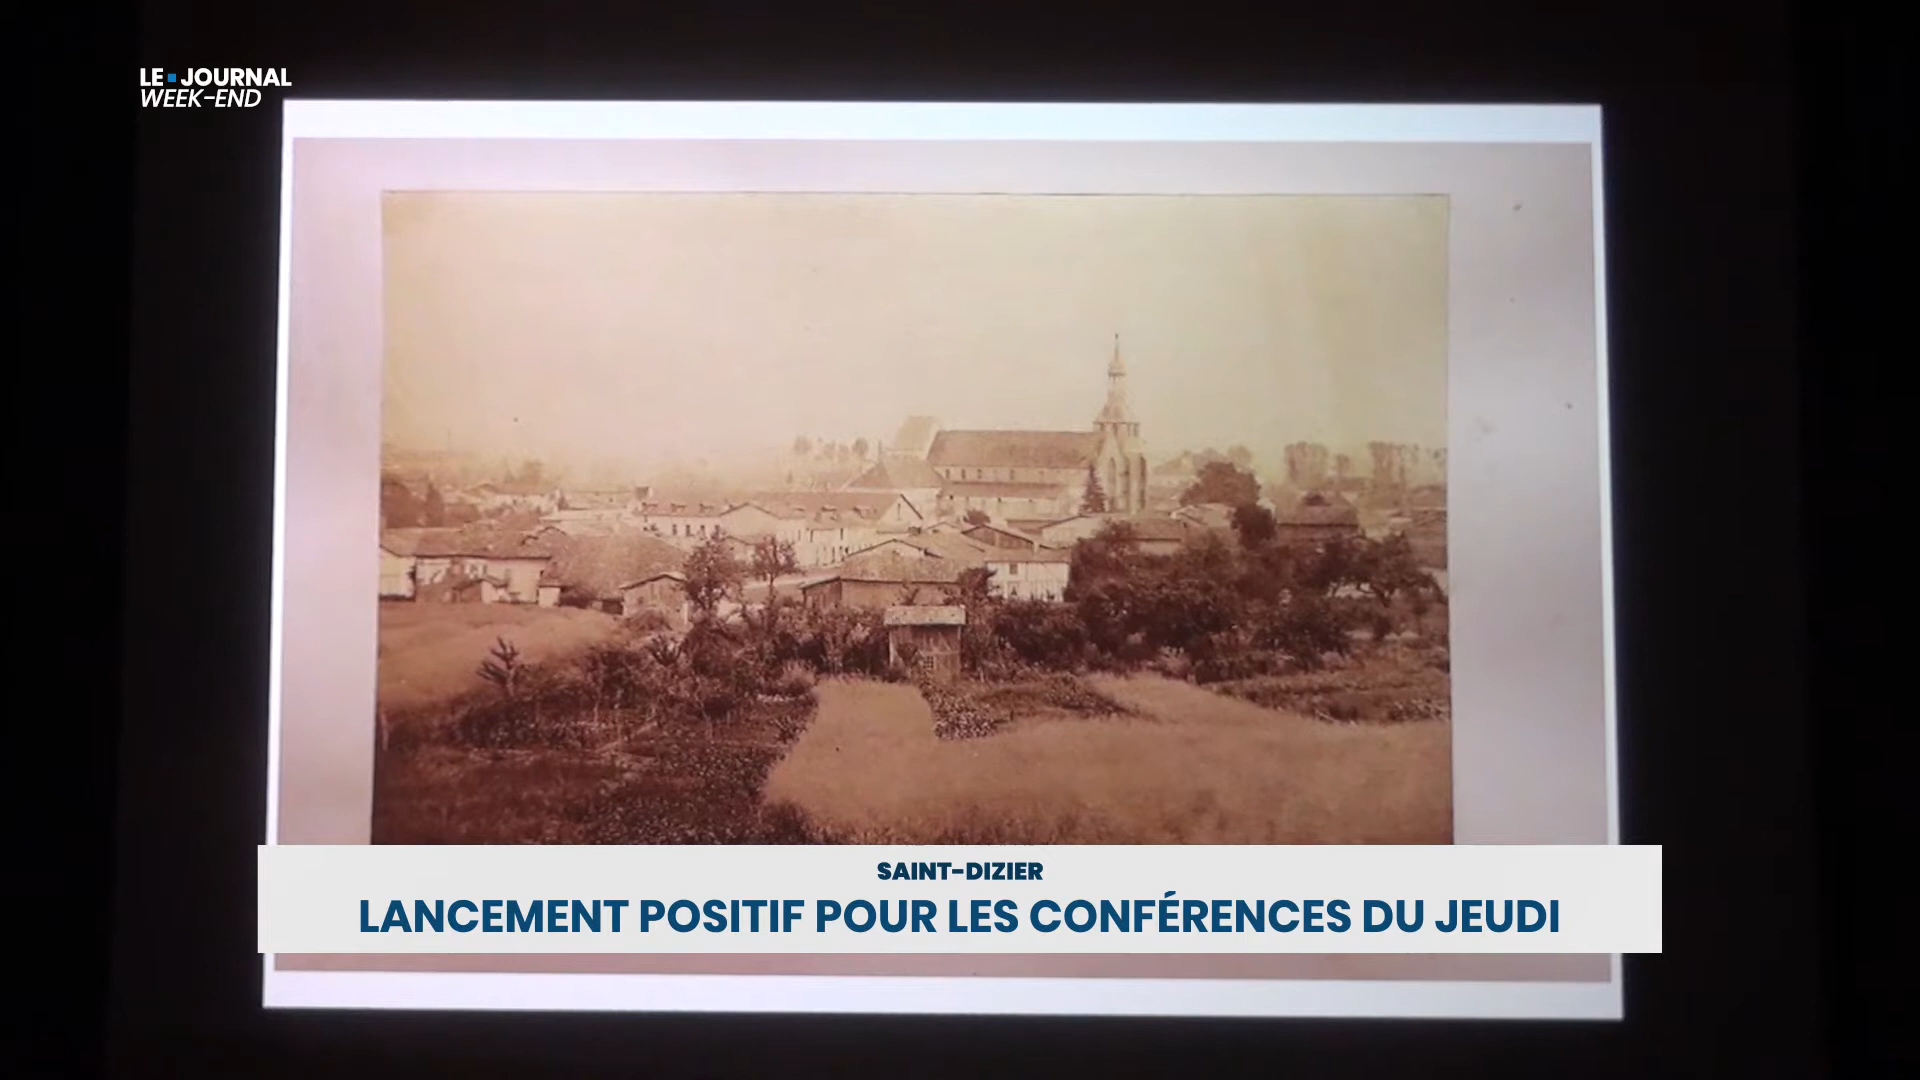 LE JOURNAL
WEEK-END
SAINT-DIZIER
LANCEMENT POSITIF POUR LES CONFÉRENCES DU JEUDI